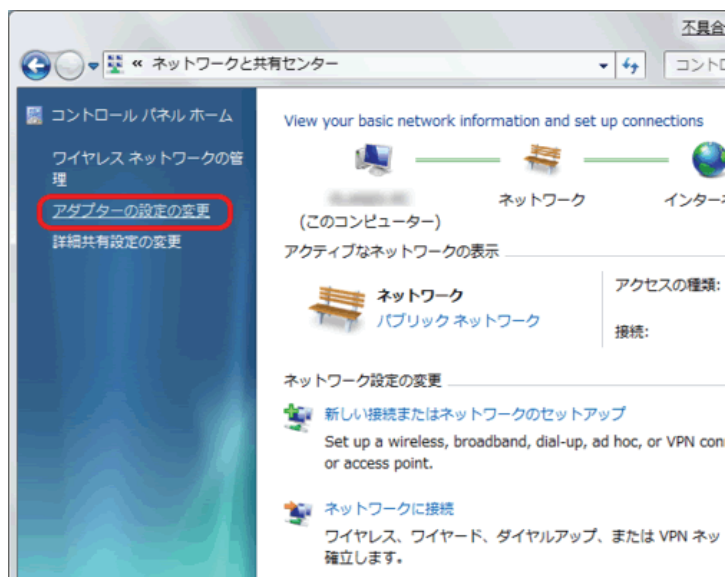 不具合
« ネットワークと共有センター
コントロ
コントロール パネル ホーム
ワイヤレス ネットワークの管
理
アダプターの設定の変更
詳細共有設定の変更
View your basic network information and set up connections
ネットワーク
インターネ
(このコンピューター)
アクティブなネットワークの表示
ネットワーク
パブリック ネットワーク
アクセスの種類:
接続:
ネットワーク設定の変更
新しい接続またはネットワークのセットアップ
Set up a wireless, broadband, dial-up, ad hoc, or VPN con
or access point.
ネットワークに接続
ワイヤレス、ワイヤード、ダイヤルアップ、または VPN ネッ
確立します。